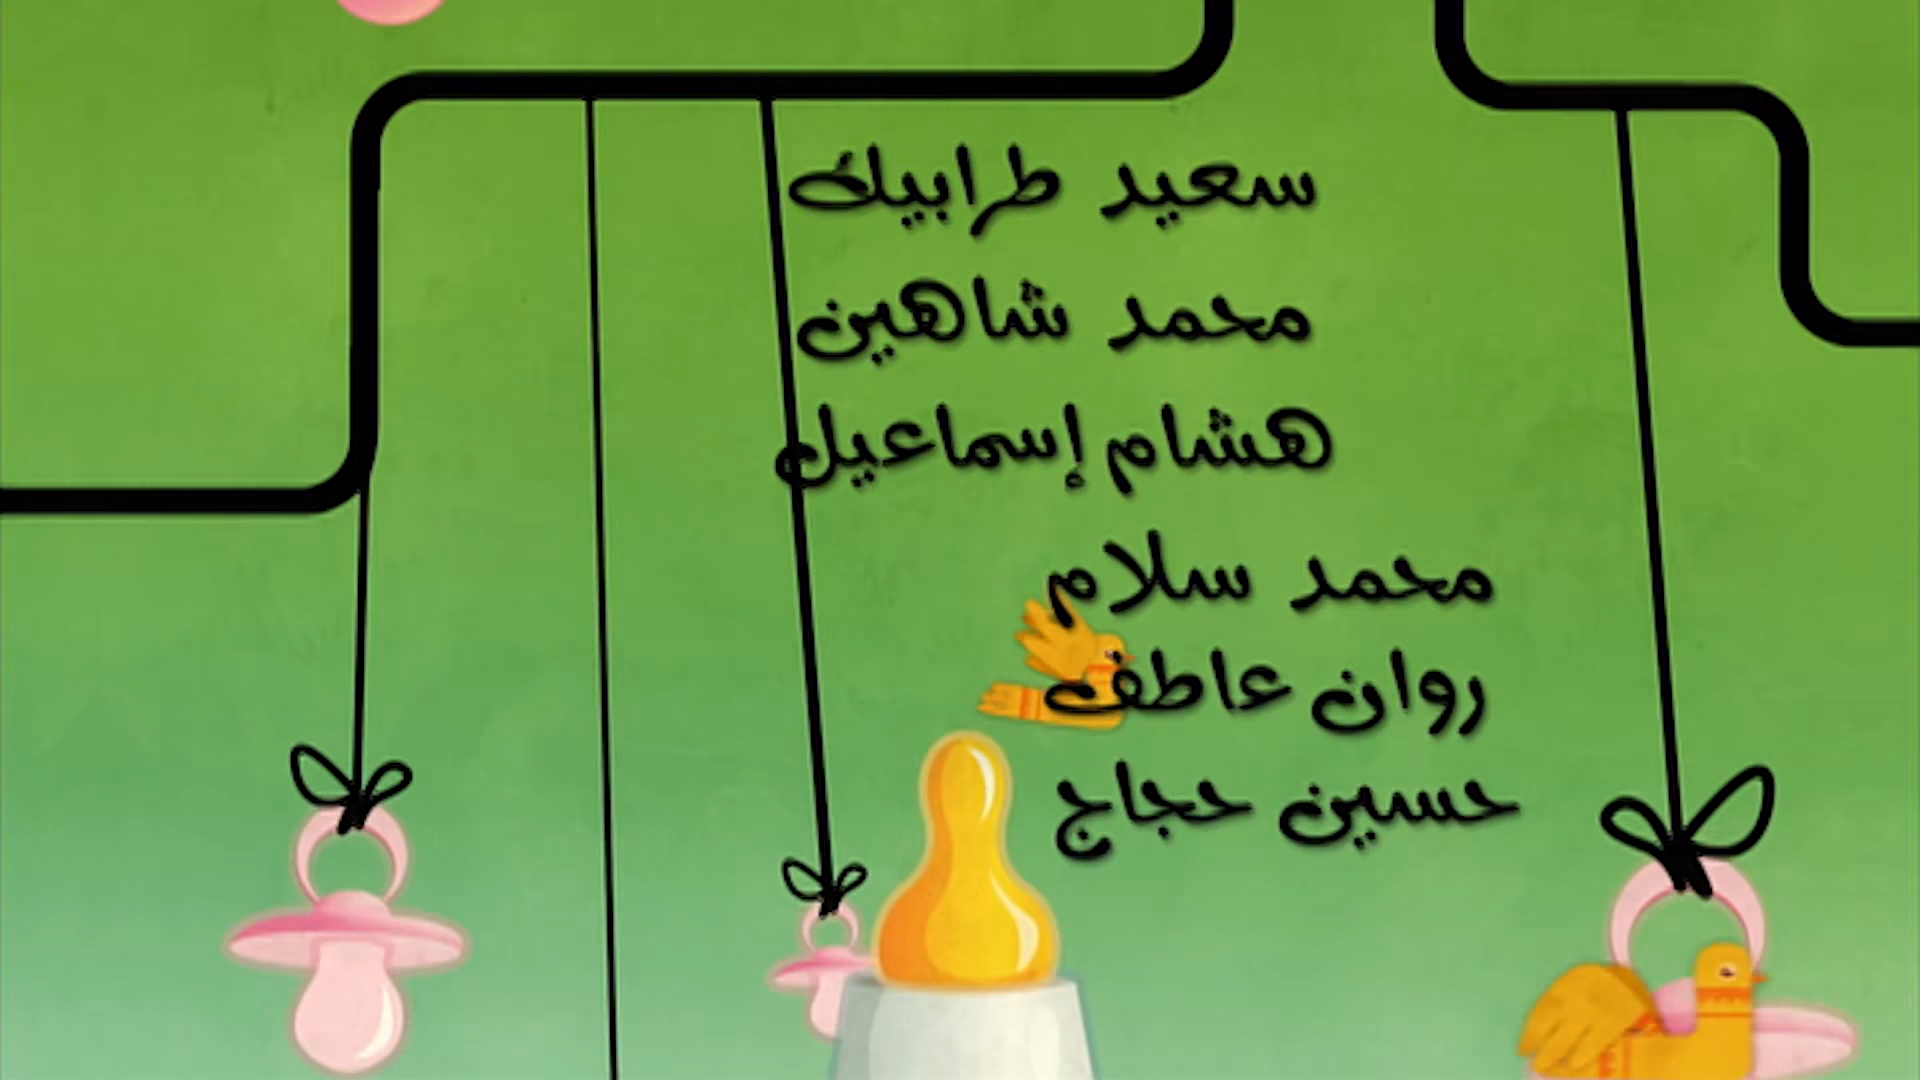 سعيد طرابيك
محمد شاهين
هشام إسماعيل
محمد سلام
روان عاطف
حسين حجاج